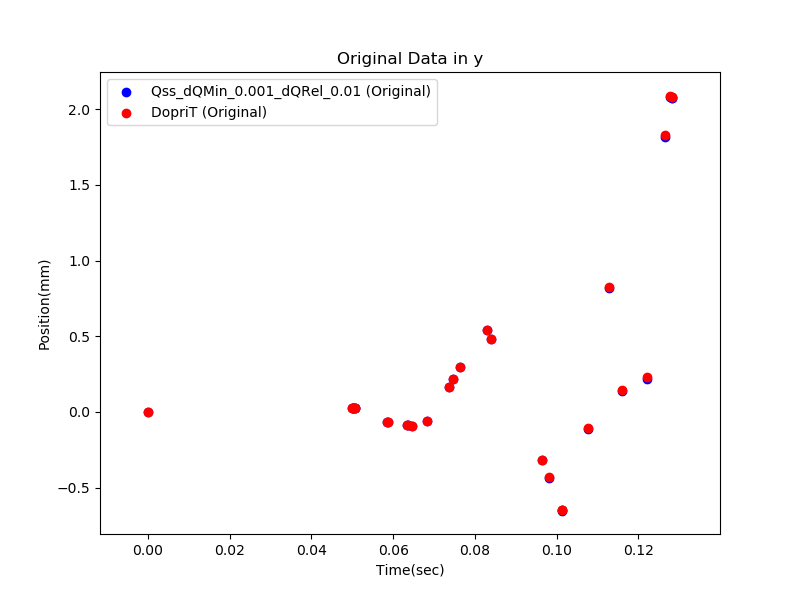 Original Data in y
Qss_dQMin_0.001_dQRel_0.01 (Original)
DopriT (Original)
2.0
1.5
1.0
0.5
0.0
−0.5
Position(mm)
0.00 0.02 0.04 0.06 0.08 0.10 0.12
Time(sec)